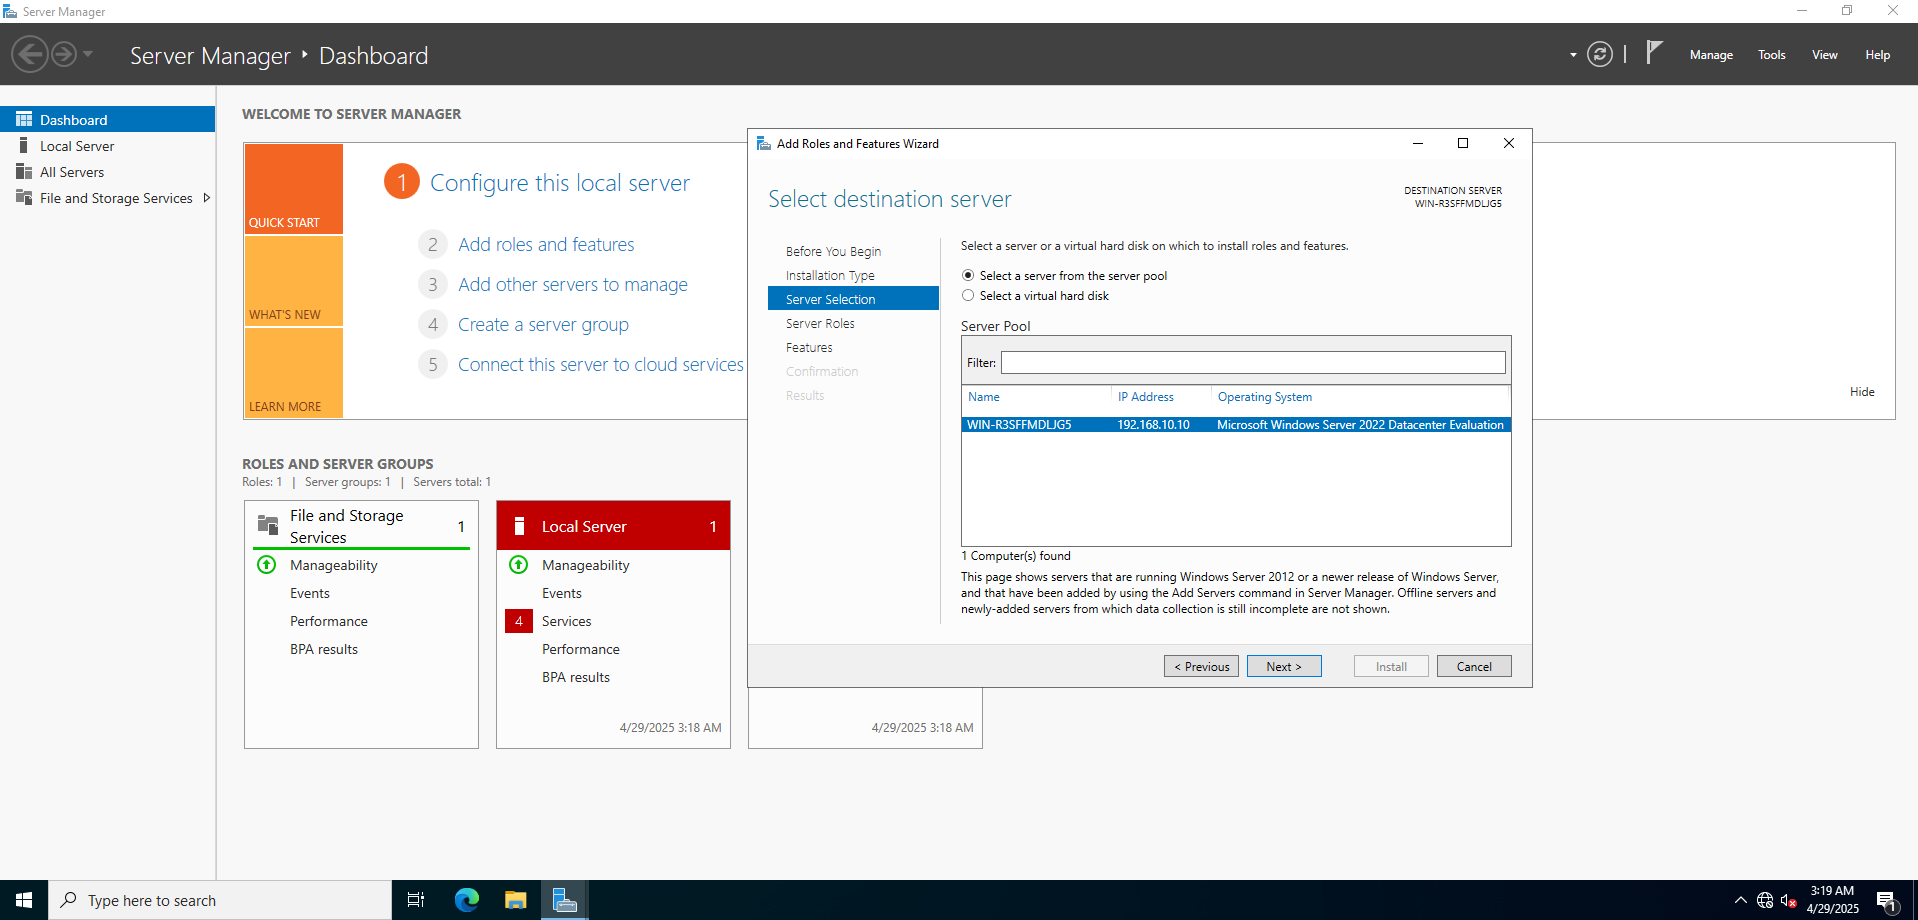 Server Manager
Server Manager ‣ Dashboard
Manage Tools View Help
Dashboard
Local Server
All Servers
File and Storage Services
WELCOME TO SERVER MANAGER
QUICK START
WHAT'S NEW
LEARN MORE
1 Configure this local server
2 Add roles and features
3 Add other servers to manage
4 Create a server group
5 Connect this server to cloud services
Hide
ROLES AND SERVER GROUPS
Roles: 1 | Server groups: 1 | Servers total: 1
File and Storage Services 1
Manageability
Events
Performance
BPA results
Local Server 1
Manageability
Events
4 Services
Performance
BPA results
4/29/2025 3:18 AM
4/29/2025 3:18 AM
Add Roles and Features Wizard
Select destination server
DESTINATION SERVER
WIN-R3SFFMDLJG5
Before You Begin
Installation Type
Server Selection
Server Roles
Features
Confirmation
Results
Select a server or a virtual hard disk on which to install roles and features.
Select a server from the server pool
Select a virtual hard disk
Server Pool
Filter:
Name IP Address Operating System
WIN-R3SFFMDLJG5 192.168.10.10 Microsoft Windows Server 2022 Datacenter Evaluation
1 Computer(s) found
This page shows servers that are running Windows Server 2012 or a newer release of Windows Server,
and that have been added by using the Add Servers command in Server Manager. Offline servers and
newly-added servers from which data collection is still incomplete are not shown.
< Previous Next > Install Cancel
Type here to search
3:19 AM
4/29/2025
1